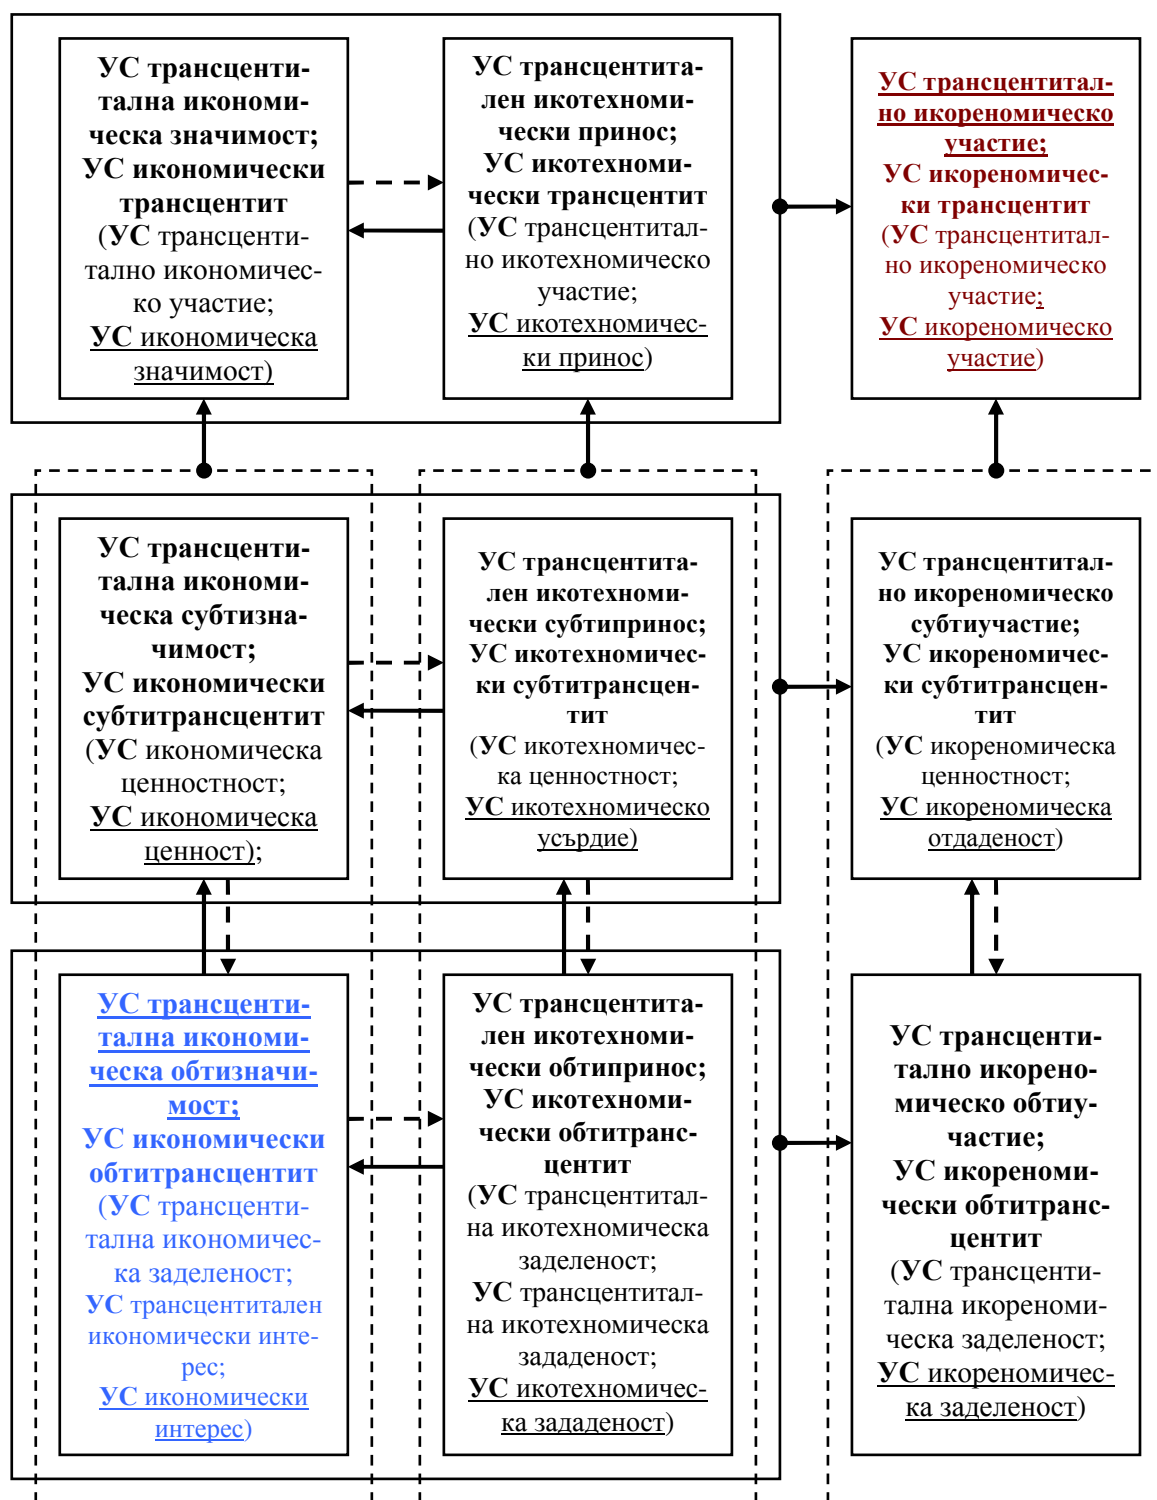 УС трансценти-
тална икономи-
ческа значимост;
УС икономически
трансцентит
(УС трансценти-
тално икономичес-
ко участие;
УС икономическа
значимост)
УС трансцентита-
лен икотехноми-
чески принос;
УС икотехноми-
чески трансцентит
(УС трансцентитал-
но икотехномическо
участие;
УС икотехномичес-
ки принос)
УС трансцентитал-
но икореномическо
участие;
УС икореномичес-
ки трансцентит
(УС трансцентитал-
но икореномическо
участие;
УС икореномическо
участие)
УС трансценти-
тална икономи-
ческа субтизна-
чимост;
УС икономически
субтитрансцентит
(УС икономическа
ценностност;
УС икономическа
ценност);
УС трансцентита-
лен икотехноми-
чески субтипринос;
УС икотехномичес-
ки субтитрансцен-
тит
(УС икотехномичес-
ка ценностност;
УС икотехномическо
усърдие)
УС трансцентитал-
но икореномическо
субтиучастие;
УС икореномичес-
ки субтитрансцен-
тит
(УС икореномическа
ценностност;
УС икореномическа
отдаденост)
УС трансценти-
тална икономи-
ческа обтизначи-
мост;
УС икономически
обтитрансцентит
(УС трансценти-
тална икономичес-
ка заделеност;
УС трансцентитален
икономически инте-
рес;
УС икономически
интерес)
УС трансцентита-
лен икотехноми-
чески обтипринос;
УС икотехноми-
чески обтитранс-
центит
(УС трансцентитал-
на икотехномическа
заделеност;
УС трансцентитал-
на икотехномическа
зададеност;
УС икотехномичес-
ка зададеност)
УС трансценти-
тално икорено-
мическо обтиу-
частие;
УС икореноми-
чески обтитранс-
центит
(УС трансценти-
тална икореноми-
ческа заделеност;
УС икореномичес-
ка заделеност)